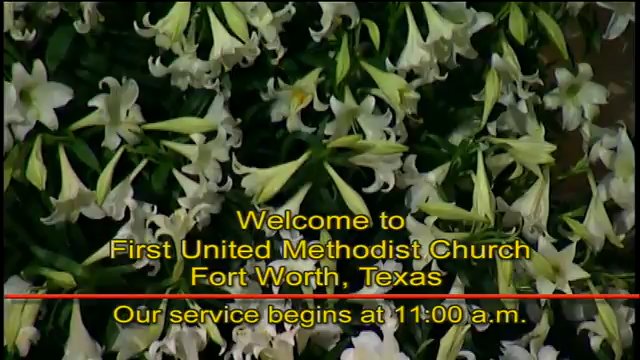 Welcome to
First United Methodist Church
Fort Worth, Texas
Our service begins at 11:00 a.m.